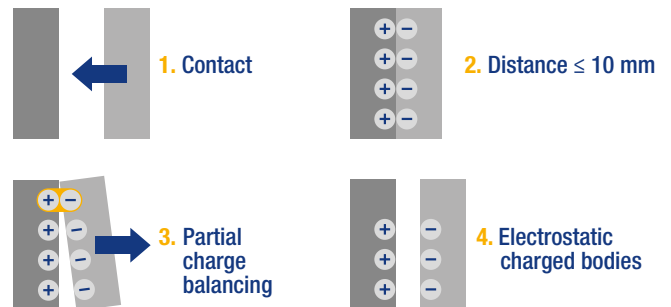 1. Contact
2. Distance ≤ 10 mm
3. Partial
charge
balancing
4. Electrostatic
charged bodies